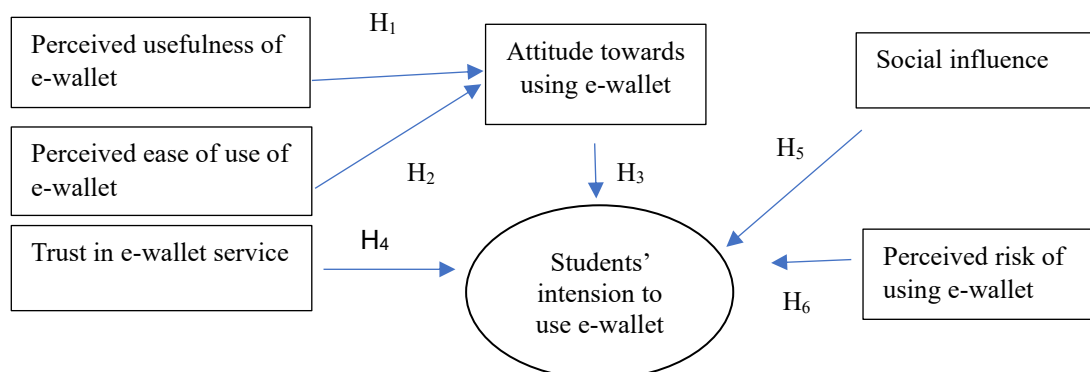 Perceived usefulness of
e-wallet
H₁
Attitude towards
using e-wallet
Social influence
Perceived ease of use of
e-wallet
H₂
H₃
H₅
Trust in e-wallet service
H₄
Students’
intension to
use e-wallet
Perceived risk of
using e-wallet
H₆